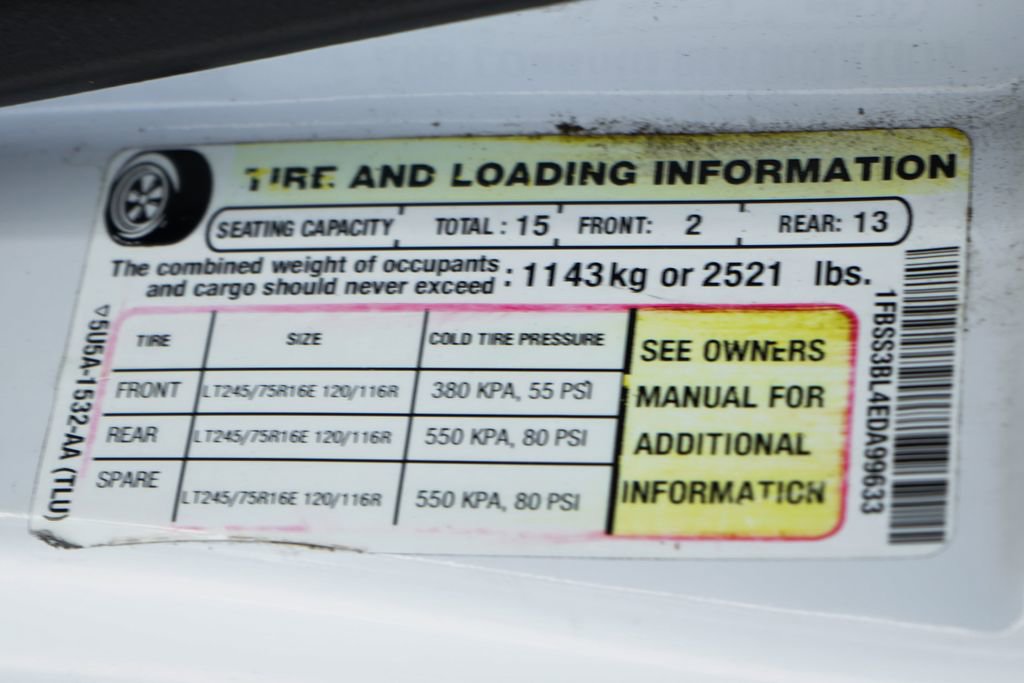 TIRE AND LOADING INFORMATION
SEATING CAPACITY TOTAL : 15 FRONT: 2 REAR: 13
The combined weight of occupants
and cargo should never exceed : 1143 kg or 2521 lbs.
TIRE SIZE COLD TIRE PRESSURE
FRONT LT245/75R16E 120/116R 380 KPA, 55 PSI
REAR LT245/75R16E 120/116R 550 KPA, 80 PSI
SPARE LT245/75R16E 120/116R 550 KPA, 80 PSI
SEE OWNERS
MANUAL FOR
ADDITIONAL
INFORMATION
5U5A-1532-AA (TLU)
1FBSS3BL4EDA99633